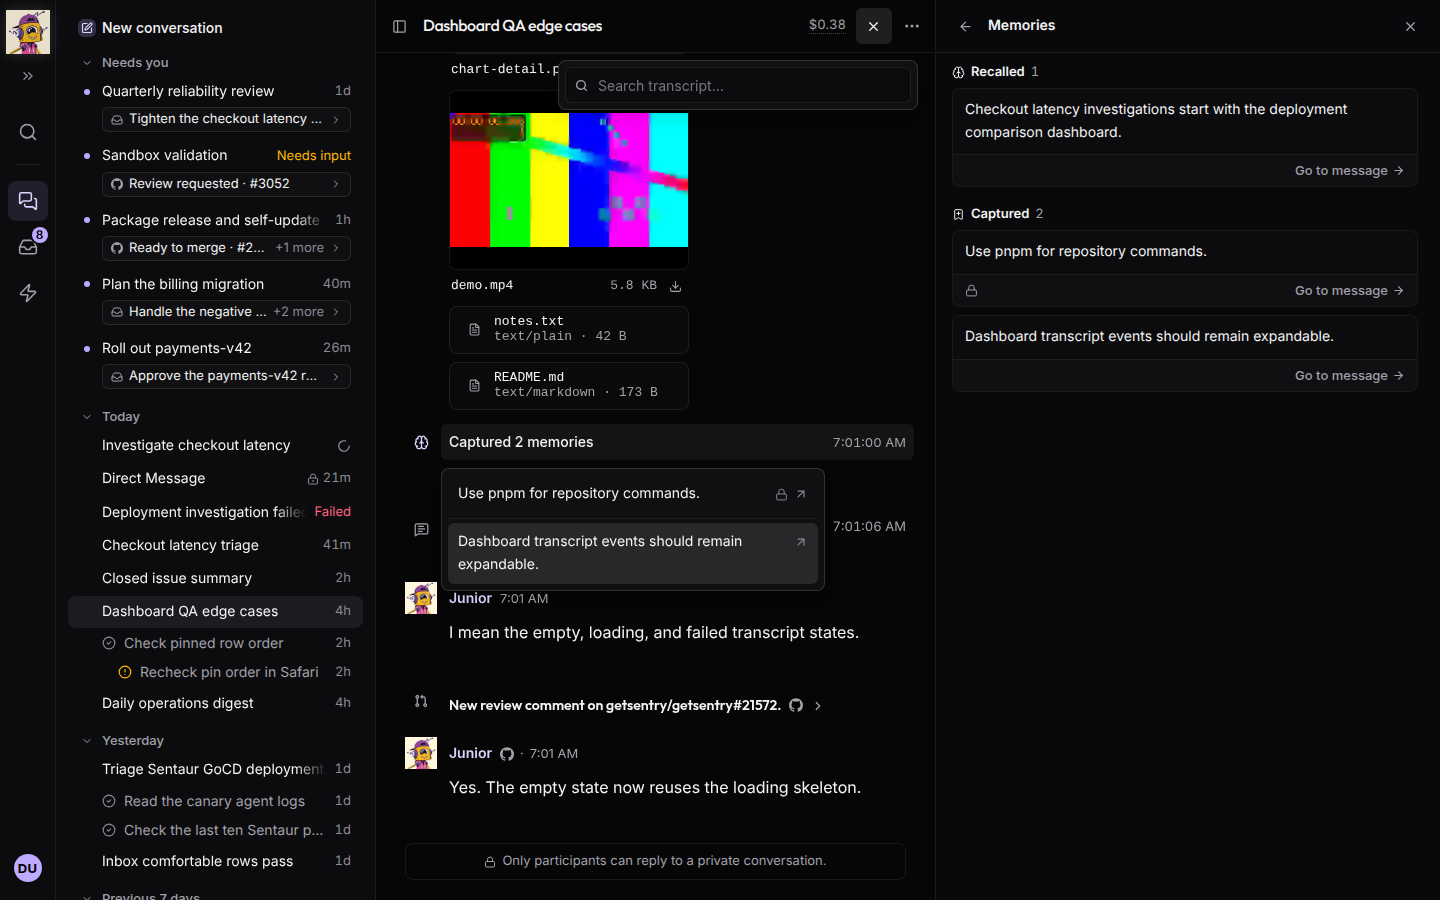 New conversation
Needs you
Quarterly reliability review 1d
Tighten the checkout latency ...
Sandbox validation Needs input
Review requested · #3052
Package release and self-update 1h
Ready to merge · #2... +1 more
Plan the billing migration 40m
Handle the negative ... +2 more
Roll out payments-v42 26m
Approve the payments-v42 r...
Today
Investigate checkout latency
Direct Message 21m
Deployment investigation failed Failed
Checkout latency triage 41m
Closed issue summary 2h
Dashboard QA edge cases 4h
Check pinned row order 2h
Recheck pin order in Safari 2h
Daily operations digest 4h
Yesterday
Triage Sentaur GoCD deployment 1d
Read the canary agent logs 1d
Check the last ten Sentaur p... 1d
Inbox comfortable rows pass 1d
Previous 7 days
8
DU
Dashboard QA edge cases $0.38
Search transcript...
chart-detail.p
demo.mp4 5.8 KB
notes.txt
text/plain · 42 B
README.md
text/markdown · 173 B
Captured 2 memories 7:01:00 AM
Use pnpm for repository commands.
Dashboard transcript events should remain
expandable.
7:01:06 AM
Junior 7:01 AM
I mean the empty, loading, and failed transcript states.
New review comment on getsentry/getsentry#21572.
Junior · 7:01 AM
Yes. The empty state now reuses the loading skeleton.
Only participants can reply to a private conversation.
Memories
Recalled 1
Checkout latency investigations start with the deployment
comparison dashboard.
Go to message
Captured 2
Use pnpm for repository commands.
Go to message
Dashboard transcript events should remain expandable.
Go to message